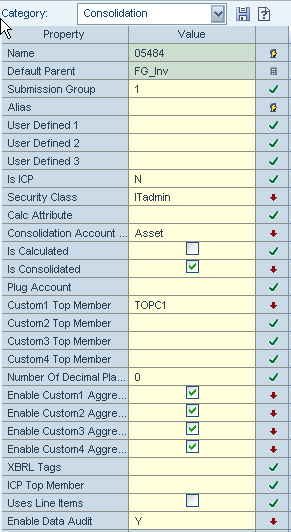 Category: Consolidation
Property Value
Name 05484
Default Parent FG_Inv
Submission Group 1
Alias
User Defined 1
User Defined 2
User Defined 3
Is ICP N
Security Class ITadmin
Calc Attribute
Consolidation Account ... Asset
Is Calculated
Is Consolidated
Plug Account
Custom1 Top Member TOPC1
Custom2 Top Member
Custom3 Top Member
Custom4 Top Member
Number Of Decimal Pla... 0
Enable Custom1 Aggre...
Enable Custom2 Aggre...
Enable Custom3 Aggre...
Enable Custom4 Aggre...
XBRL Tags
ICP Top Member
Uses Line Items
Enable Data Audit Y